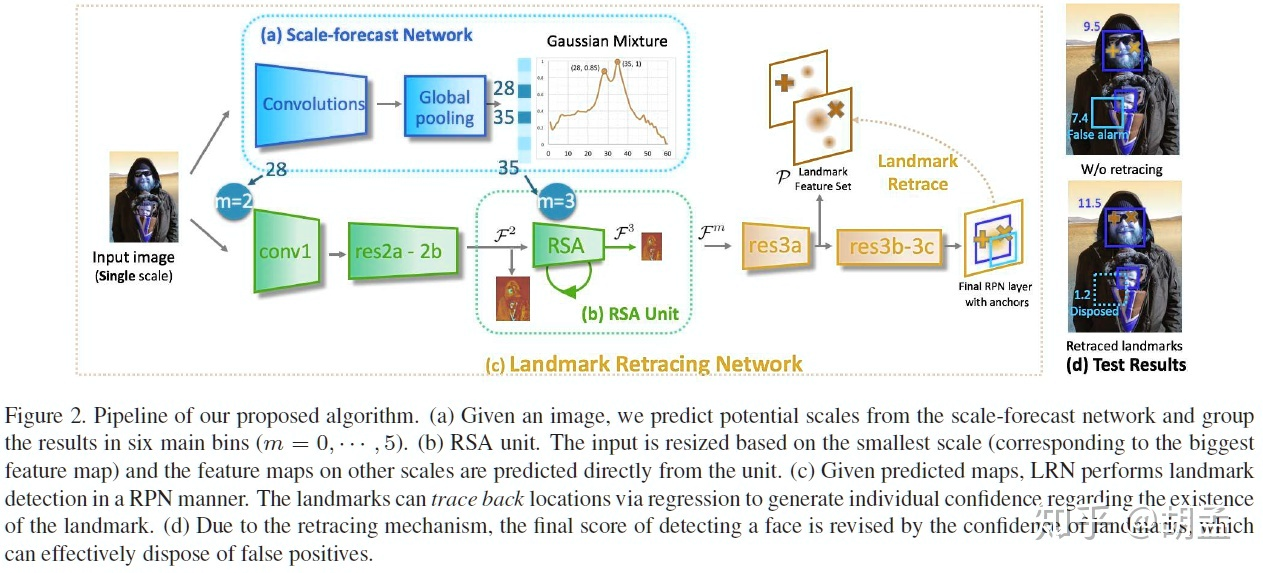 (a) Scale-forecast Network
Gaussian Mixture
Convolutions
Global
pooling
28
35
(28, 0.85)
(35, 1)
1
0.8
0.6
0.4
0.2
0
0 10 20 30 40 50 60
28
35
m=2
m=3
Input image
(Single scale)
conv1
res2a - 2b
F²
RSA
F³
(b) RSA Unit
Fᵐ
res3a
res3b-3c
P Landmark
Feature Set
Landmark
Retrace
Final RPN layer
with anchors
(c) Landmark Retracing Network
9.5
7.4
False alarm
W/o retracing
11.5
1.2
Disposed
Retraced landmarks
(d) Test Results
Figure 2. Pipeline of our proposed algorithm. (a) Given an image, we predict potential scales from the scale-forecast network and group
the results in six main bins (m = 0, · · · , 5). (b) RSA unit. The input is resized based on the smallest scale (corresponding to the biggest
feature map) and the feature maps on other scales are predicted directly from the unit. (c) Given predicted maps, LRN performs landmark
detection in a RPN manner. The landmarks can trace back locations via regression to generate individual confidence regarding the existence
of the landmark. (d) Due to the retracing mechanism, the final score of detecting a face is revised by the confidence of landmarks, which
can effectively dispose of false positives.
知乎 @胡孟